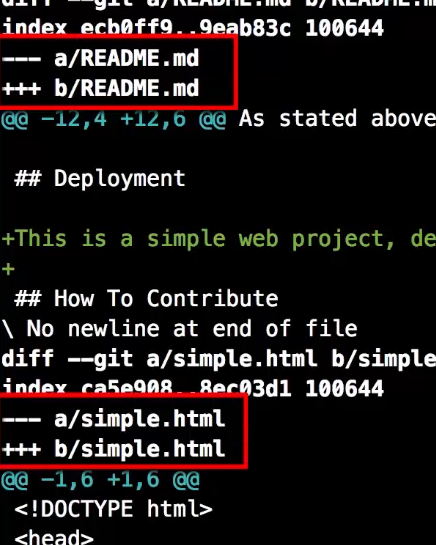 diff --git a/README.md b/README.m
index ecb0ff9..9eab83c 100644
--- a/README.md
+++ b/README.md
@@ -12,4 +12,6 @@ As stated above
 ## Deployment
+This is a simple web project, de
+
 ## How To Contribute
\ No newline at end of file
diff --git a/simple.html b/simple
index ca5e908..8ec03d1 100644
--- a/simple.html
+++ b/simple.html
@@ -1,6 +1,6 @@
 <!DOCTYPE html>
 <head>